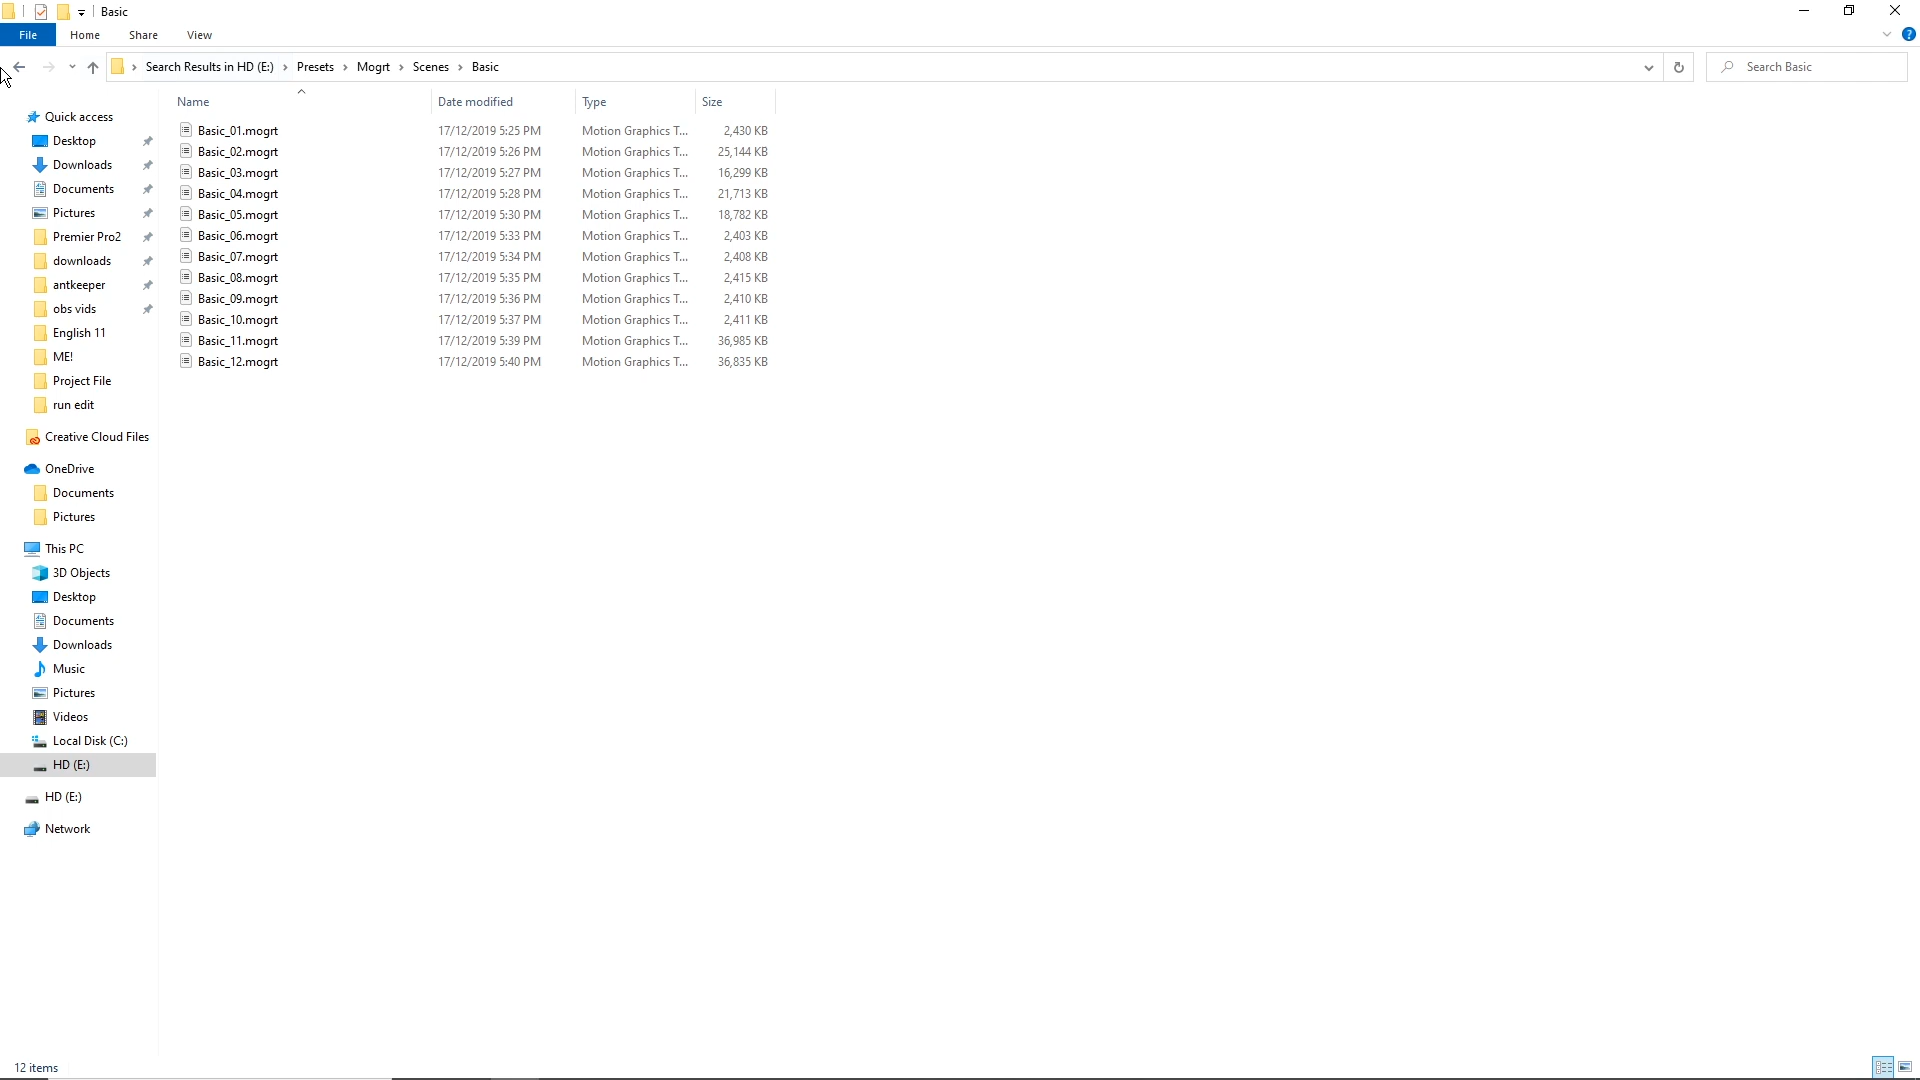 Basic
File Home Share View
Search Results in HD (E:) > Presets > Mogrt > Scenes > Basic Search Basic
Name Date modified Type Size
Basic_01.mogrt 17/12/2019 5:25 PM Motion Graphics T... 2,430 KB
Basic_02.mogrt 17/12/2019 5:26 PM Motion Graphics T... 25,144 KB
Basic_03.mogrt 17/12/2019 5:27 PM Motion Graphics T... 16,299 KB
Basic_04.mogrt 17/12/2019 5:28 PM Motion Graphics T... 21,713 KB
Basic_05.mogrt 17/12/2019 5:30 PM Motion Graphics T... 18,782 KB
Basic_06.mogrt 17/12/2019 5:33 PM Motion Graphics T... 2,403 KB
Basic_07.mogrt 17/12/2019 5:34 PM Motion Graphics T... 2,408 KB
Basic_08.mogrt 17/12/2019 5:35 PM Motion Graphics T... 2,415 KB
Basic_09.mogrt 17/12/2019 5:36 PM Motion Graphics T... 2,410 KB
Basic_10.mogrt 17/12/2019 5:37 PM Motion Graphics T... 2,411 KB
Basic_11.mogrt 17/12/2019 5:39 PM Motion Graphics T... 36,985 KB
Basic_12.mogrt 17/12/2019 5:40 PM Motion Graphics T... 36,835 KB
Quick access
Desktop
Downloads
Documents
Pictures
Premier Pro2
downloads
antkeeper
obs vids
English 11
ME!
Project File
run edit
Creative Cloud Files
OneDrive
Documents
Pictures
This PC
3D Objects
Desktop
Documents
Downloads
Music
Pictures
Videos
Local Disk (C:)
HD (E:)
HD (E:)
Network
12 items